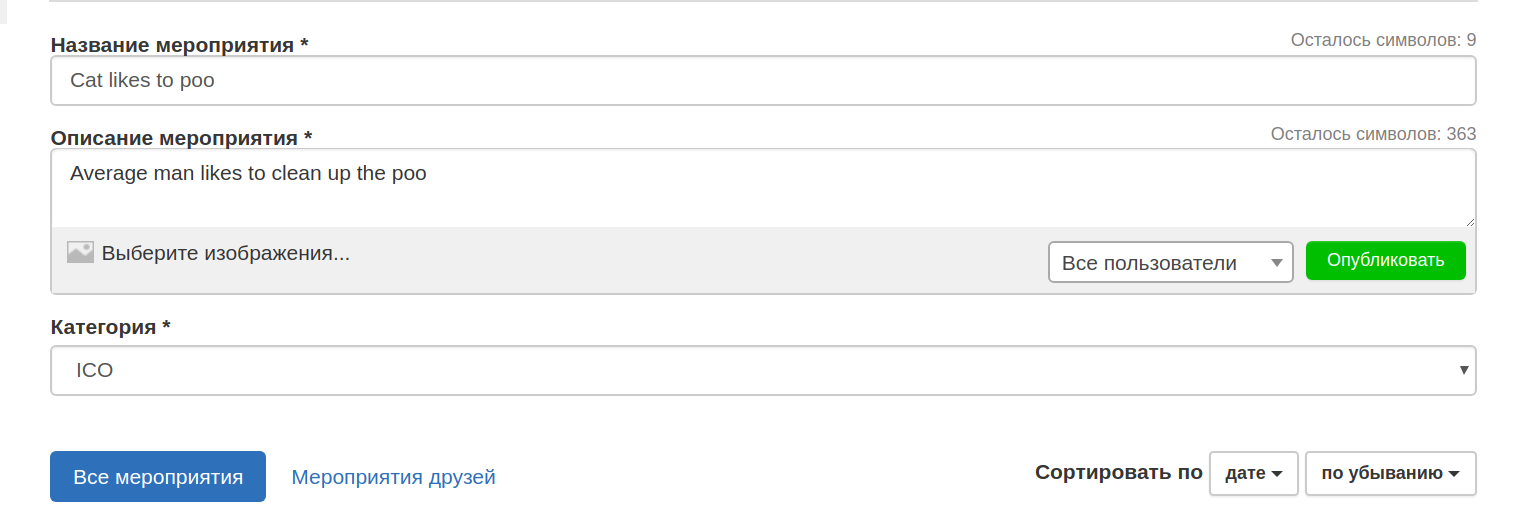 Название мероприятия *
Осталось символов: 9
Cat likes to poo
Описание мероприятия *
Осталось символов: 363
Average man likes to clean up the poo
Выберите изображения...
Все пользователи
Опубликовать
Категория *
ICO
Все мероприятия
Мероприятия друзей
Сортировать по
дате
по убыванию